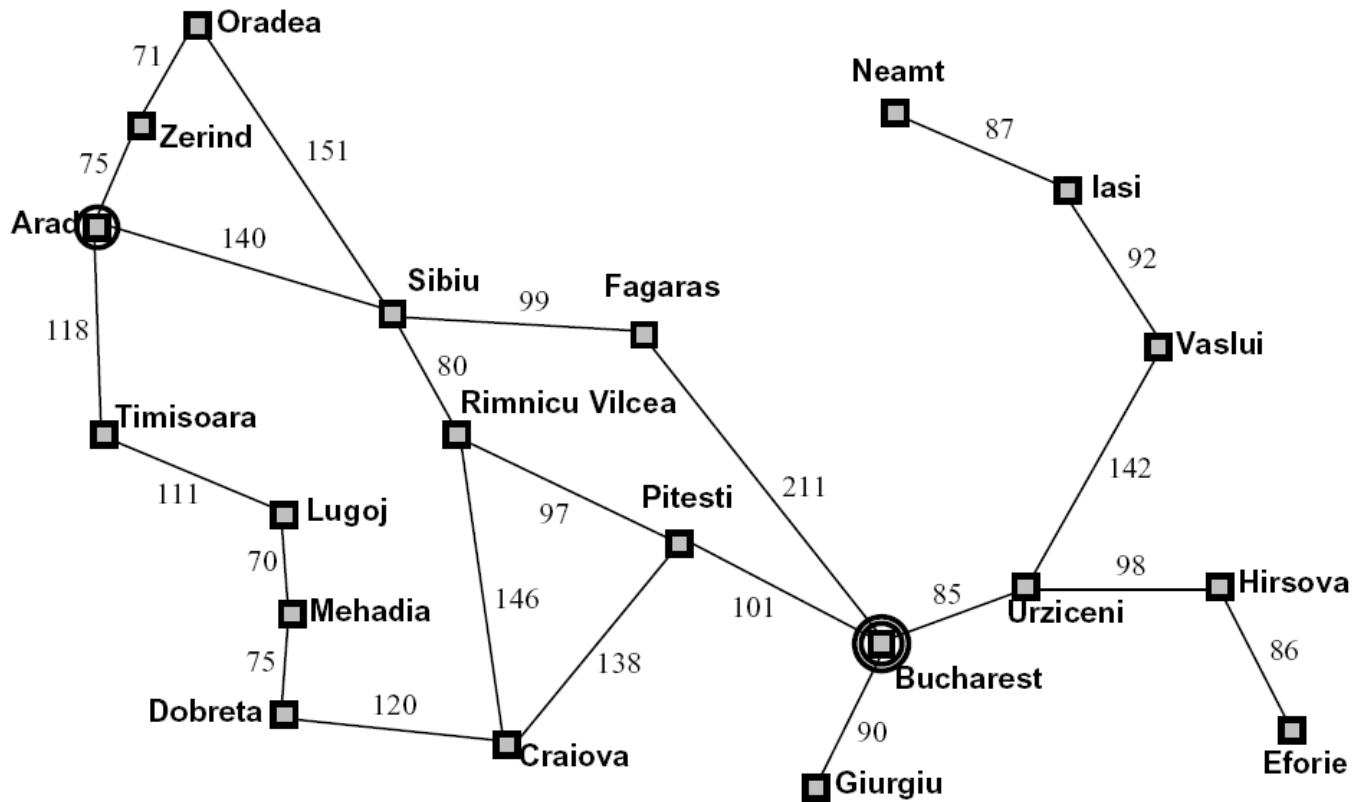 Oradea
71
Neamt
87
Zerind
151
75
Iasi
Arad
140
92
Sibiu
Fagaras
99
118
Vaslui
80
Rimnicu Vilcea
Timisoara
142
111
Pitesti
211
Lugoj
97
70
98
Hirsova
Mehadia
146
101
85
Urziceni
75
138
86
Bucharest
Dobreta
120
90
Craiova
Eforie
Giurgiu